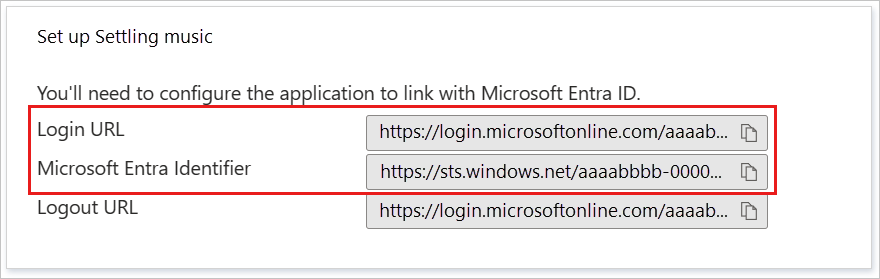 Set up Settling music
You'll need to configure the application to link with Microsoft Entra ID.
Login URL
https://login.microsoftonline.com/aaaab...
Microsoft Entra Identifier
https://sts.windows.net/aaaabbbb-0000...
Logout URL
https://login.microsoftonline.com/aaaab...